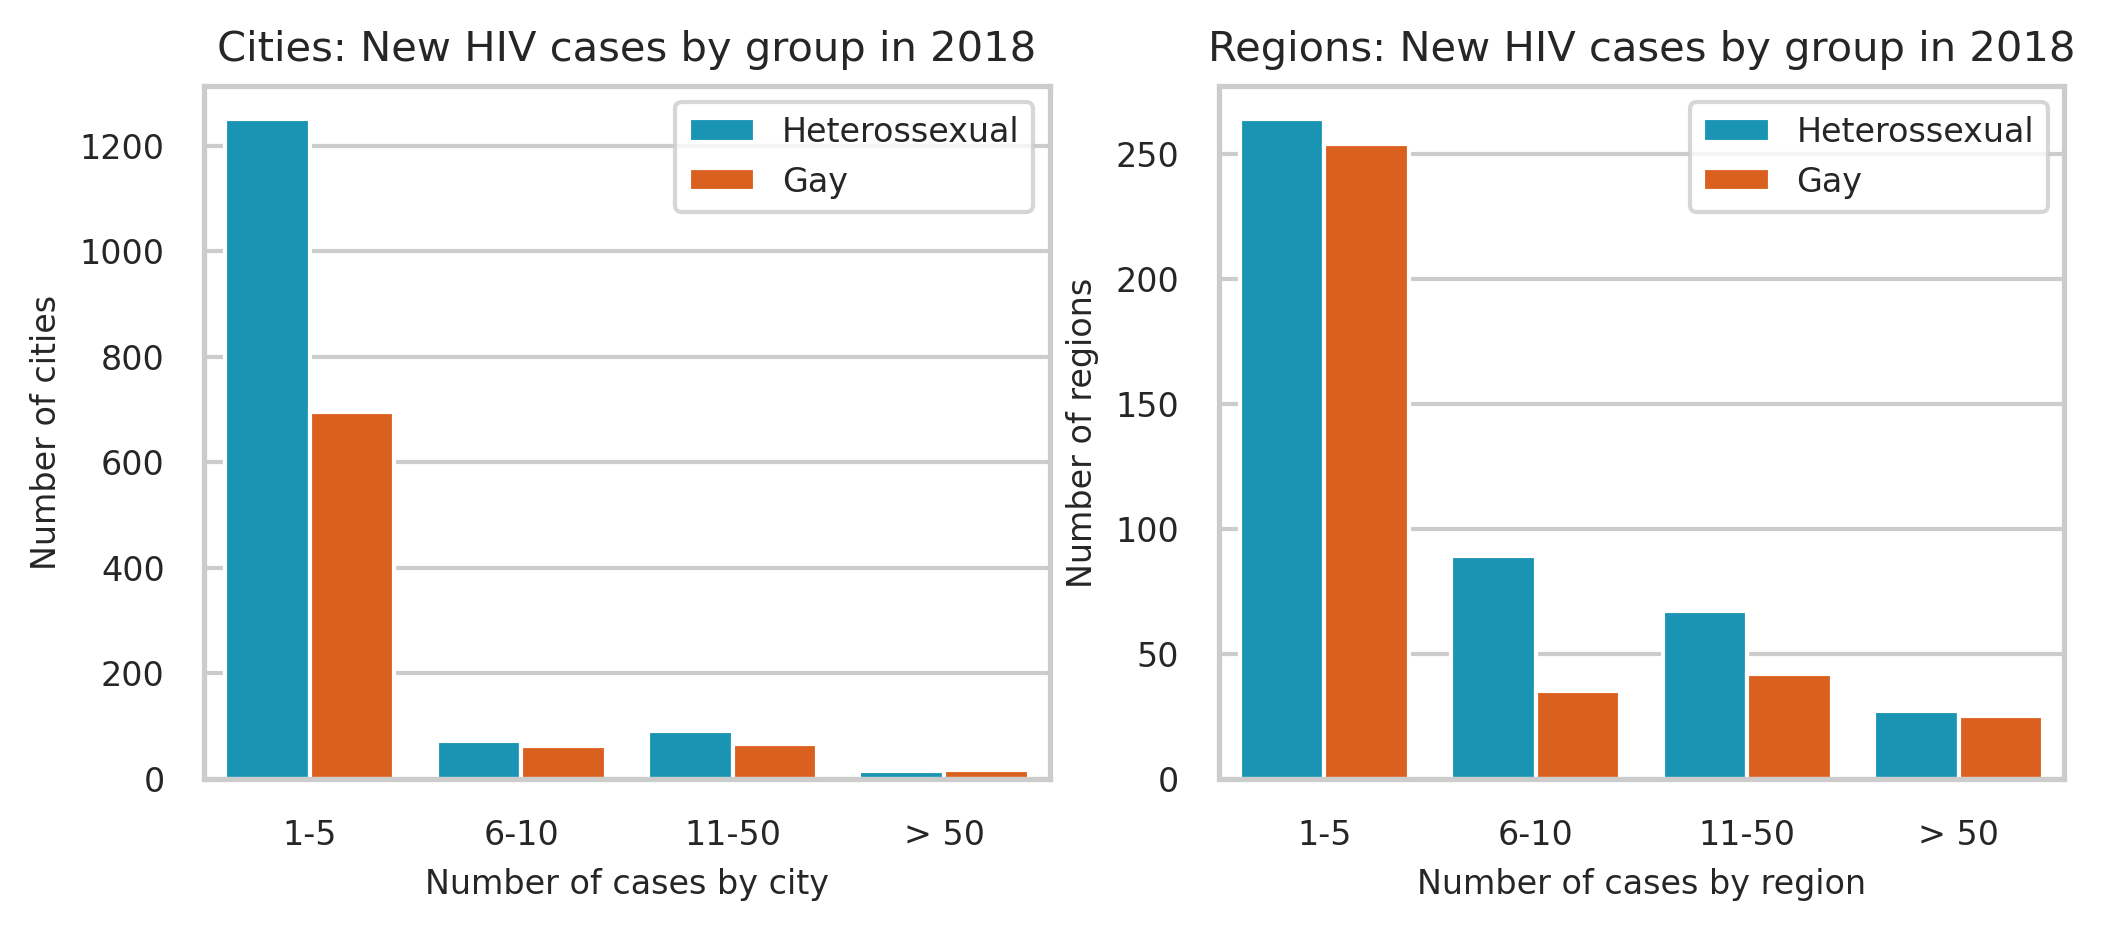 Cities: New HIV cases by group in 2018
Heterossexual
Gay
Number of cities
1200
1000
800
600
400
200
0
1-5
6-10
11-50
> 50
Number of cases by city
Regions: New HIV cases by group in 2018
Heterossexual
Gay
Number of regions
250
200
150
100
50
0
1-5
6-10
11-50
> 50
Number of cases by region